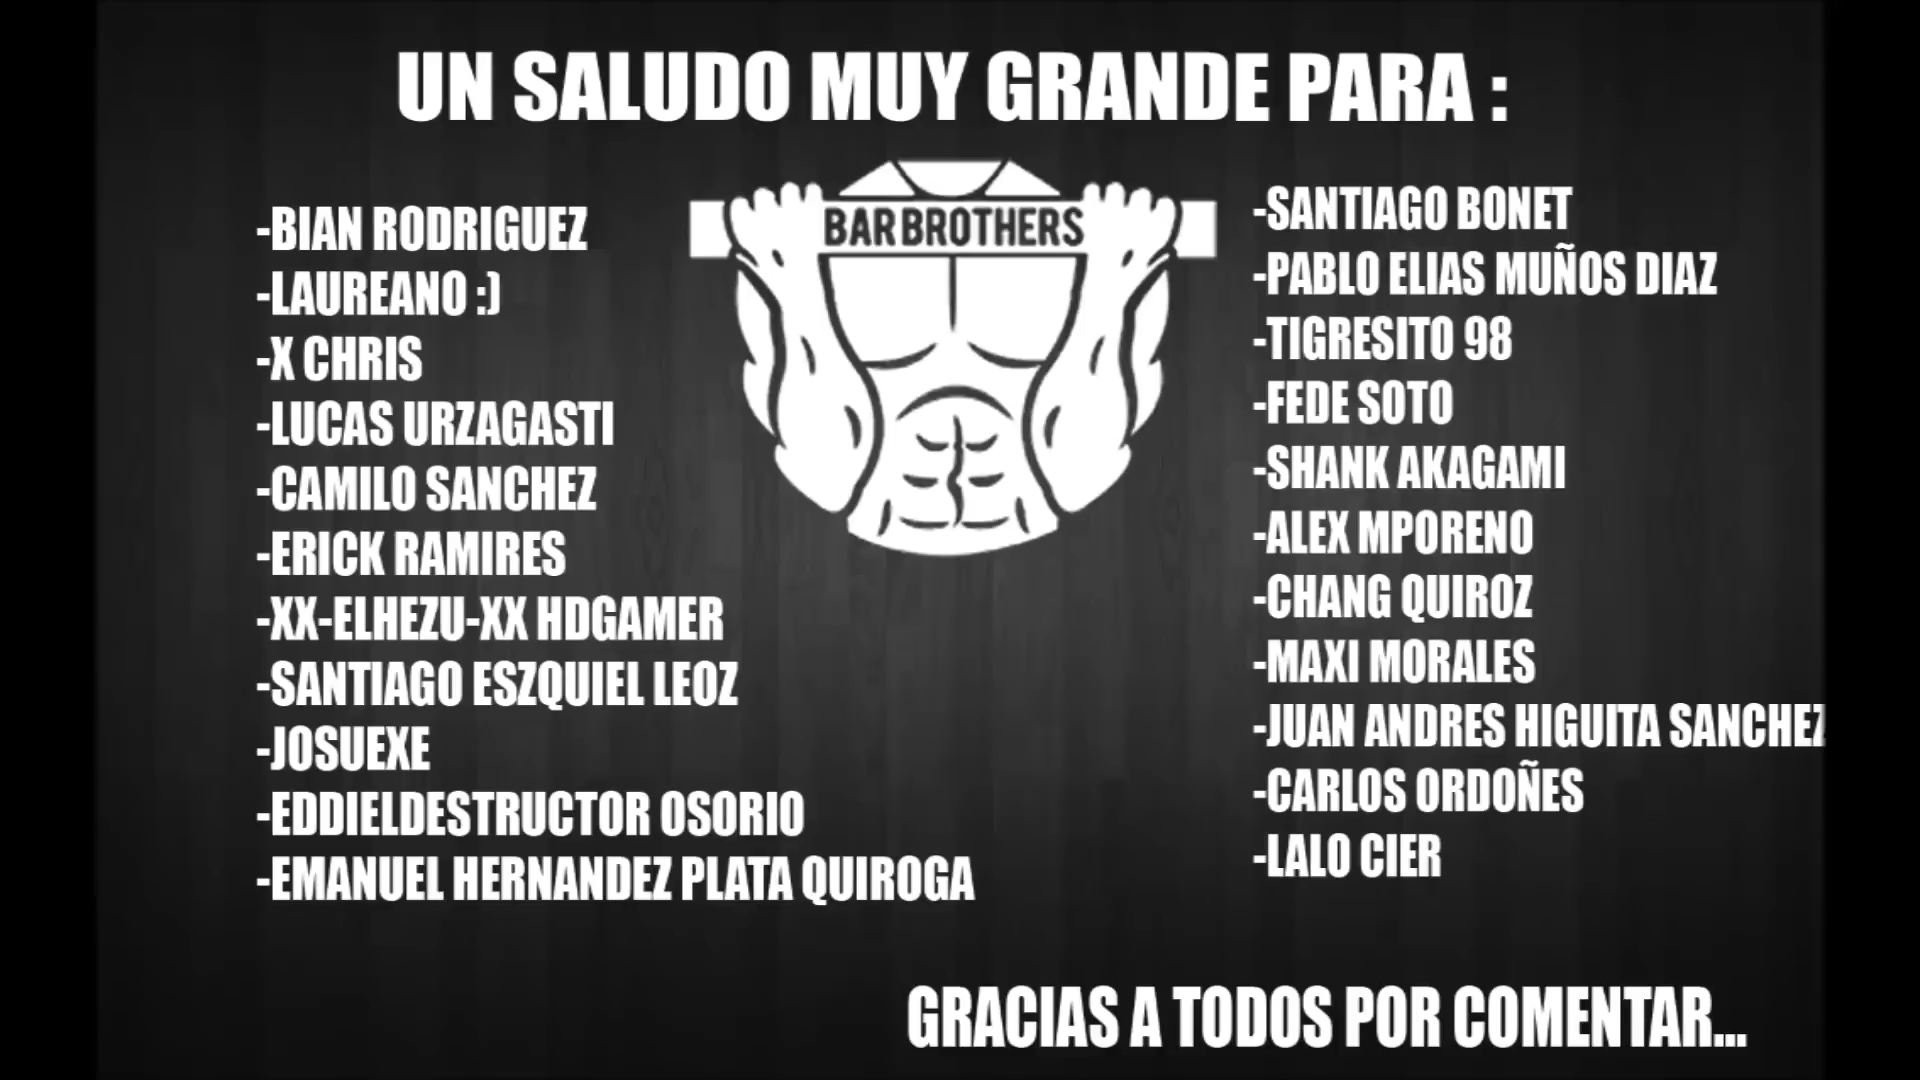 UN SALUDO MUY GRANDE PARA :
BAR BROTHERS
-BIAN RODRIGUEZ
-LAUREANO :)
-X CHRIS
-LUCAS URZAGASTI
-CAMILO SANCHEZ
-ERICK RAMIRES
-XX-ELHEZU-XX HDGAMER
-SANTIAGO ESZQUIEL LEOZ
-JOSUEXE
-EDDIELDESTRUCTOR OSORIO
-EMANUEL HERNANDEZ PLATA QUIROGA
-SANTIAGO BONET
-PABLO ELIAS MUÑOS DIAZ
-TIGRESITO 98
-FEDE SOTO
-SHANK AKAGAMI
-ALEX MPORENO
-CHANG QUIROZ
-MAXI MORALES
-JUAN ANDRES HIGUITA SANCHEZ
-CARLOS ORDOÑES
-LALO CIER
GRACIAS A TODOS POR COMENTAR...